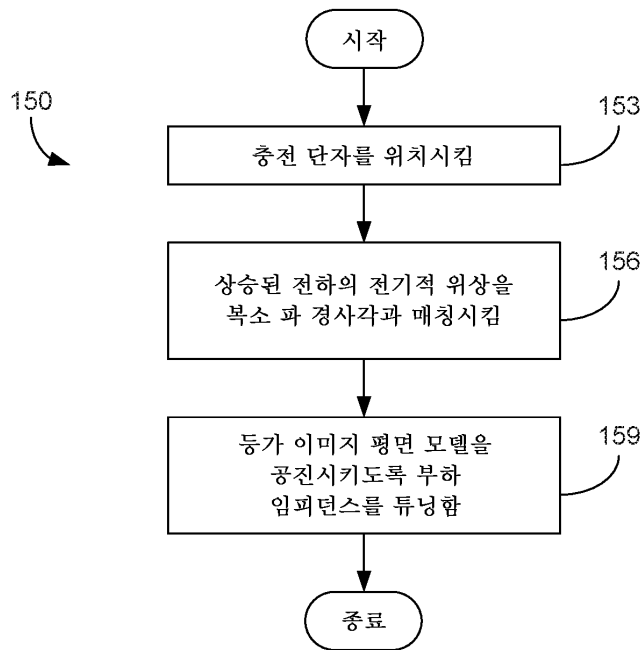 시작
150
153
충전 단자를 위치시킴
156
상승된 전하의 전기적 위상을
복소 파 경사각과 매칭시킴
159
등가 이미지 평면 모델을
공진시키도록 부하
임피던스를 튜닝함
종료